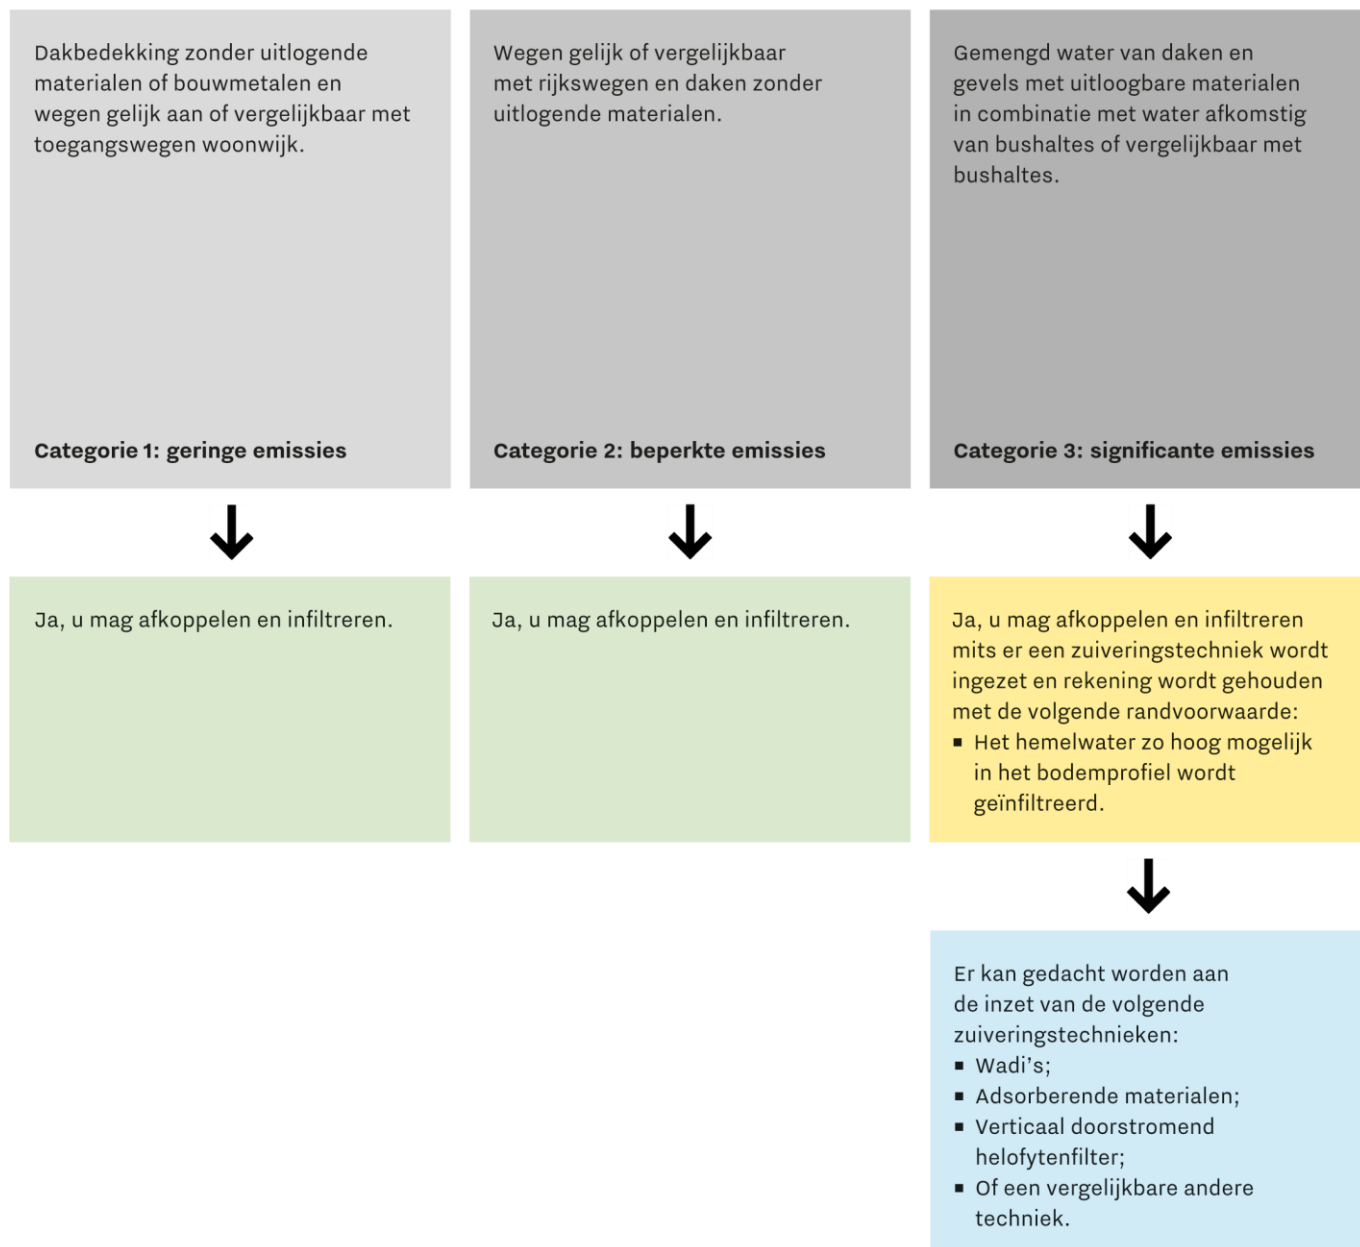 Dakbedekking zonder uitlogende
materialen of bouwmetalen en
wegen gelijk aan of vergelijkbaar met
toegangswegen woonwijk.
Categorie 1: geringe emissies
Wegen gelijk of vergelijkbaar
met rijkswegen en daken zonder
uitlogende materialen.
Categorie 2: beperkte emissies
Gemengd water van daken en
gevels met uitloogbare materialen
in combinatie met water afkomstig
van bushaltes of vergelijkbaar met
bushaltes.
Categorie 3: significante emissies
Ja, u mag afkoppelen en infiltreren.
Ja, u mag afkoppelen en infiltreren.
Ja, u mag afkoppelen en infiltreren
mits er een zuiveringstechniek wordt
ingezet en rekening wordt gehouden
met de volgende randvoorwaarde:
▪ Het hemelwater zo hoog mogelijk
in het bodemprofiel wordt
geïnfiltreerd.
Er kan gedacht worden aan
de inzet van de volgende
zuiveringstechnieken:
▪ Wadi's;
▪ Adsorberende materialen;
▪ Verticaal doorstromend
helofytenfilter;
▪ Of een vergelijkbare andere
techniek.